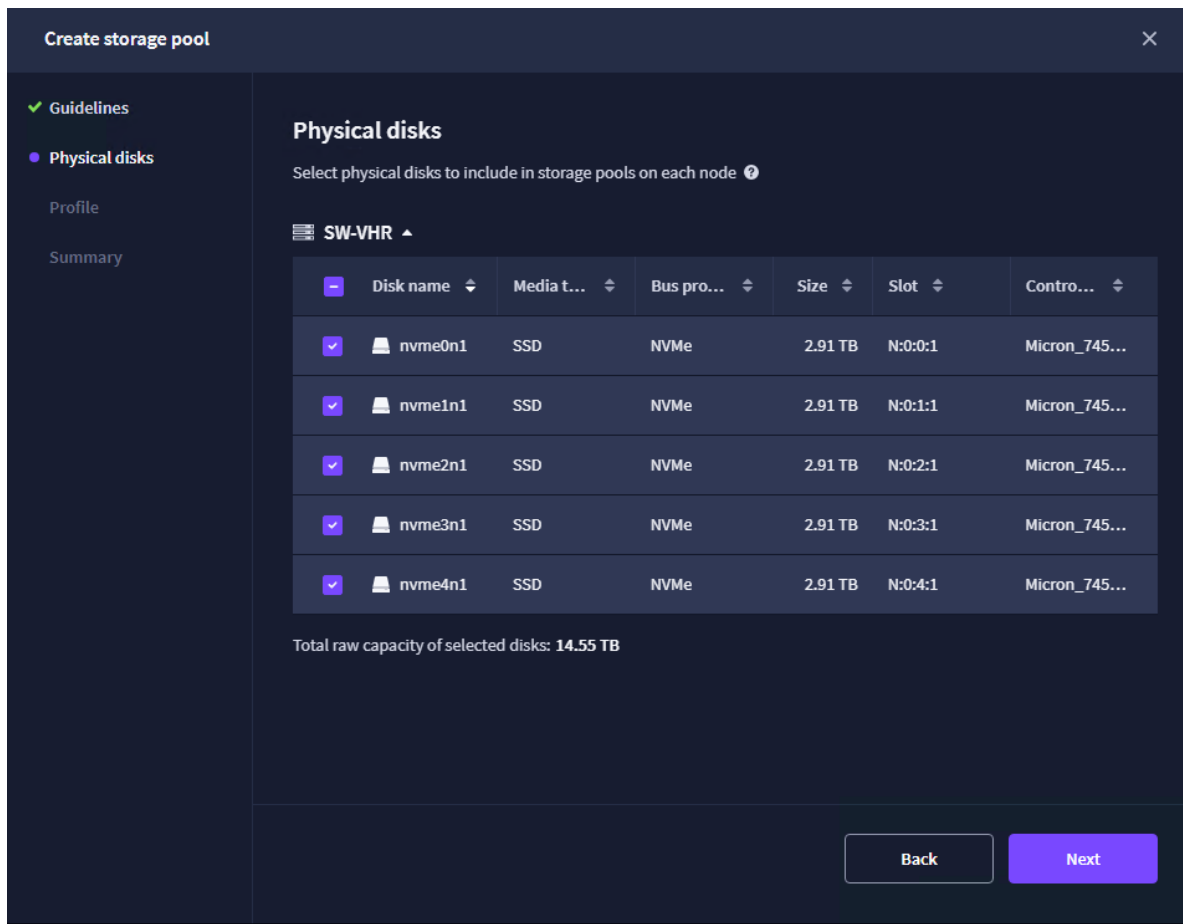 Create storage pool
Guidelines
Physical disks
Profile
Summary
Physical disks
Select physical disks to include in storage pools on each node
SW-VHR
Disk name Media t... Bus pro... Size Slot Contro...
nvme0n1 SSD NVMe 2.91 TB N:0:0:1 Micron_745...
nvme1n1 SSD NVMe 2.91 TB N:0:1:1 Micron_745...
nvme2n1 SSD NVMe 2.91 TB N:0:2:1 Micron_745...
nvme3n1 SSD NVMe 2.91 TB N:0:3:1 Micron_745...
nvme4n1 SSD NVMe 2.91 TB N:0:4:1 Micron_745...
Total raw capacity of selected disks: 14.55 TB
Back Next